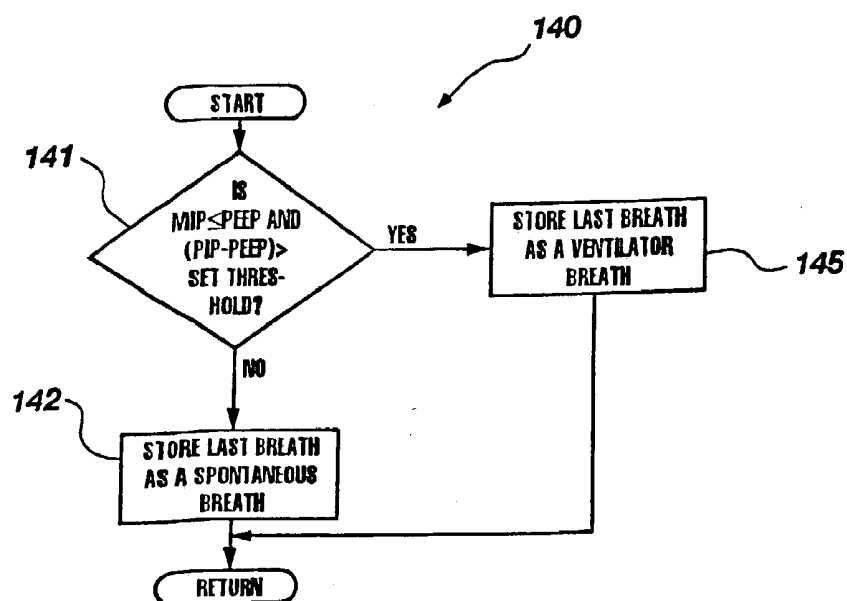 140
START
141
IS
MIP≤PEEP AND
(PIP-PEEP)>
SET THRES-
HOLD?
YES
STORE LAST BREATH
AS A VENTILATOR
BREATH
145
NO
142
STORE LAST BREATH
AS A SPONTANEOUS
BREATH
RETURN